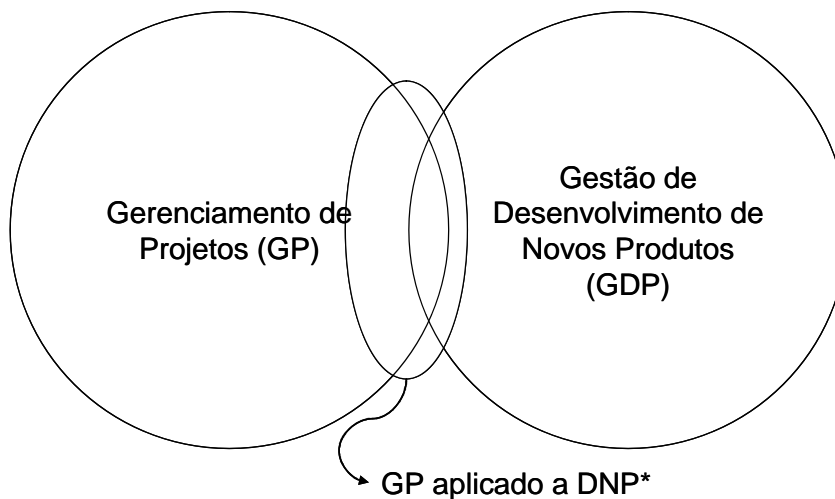 Gerenciamento de
Projetos (GP)
Gestão de
Desenvolvimento de
Novos Produtos
(GDP)
GP aplicado a DNP*